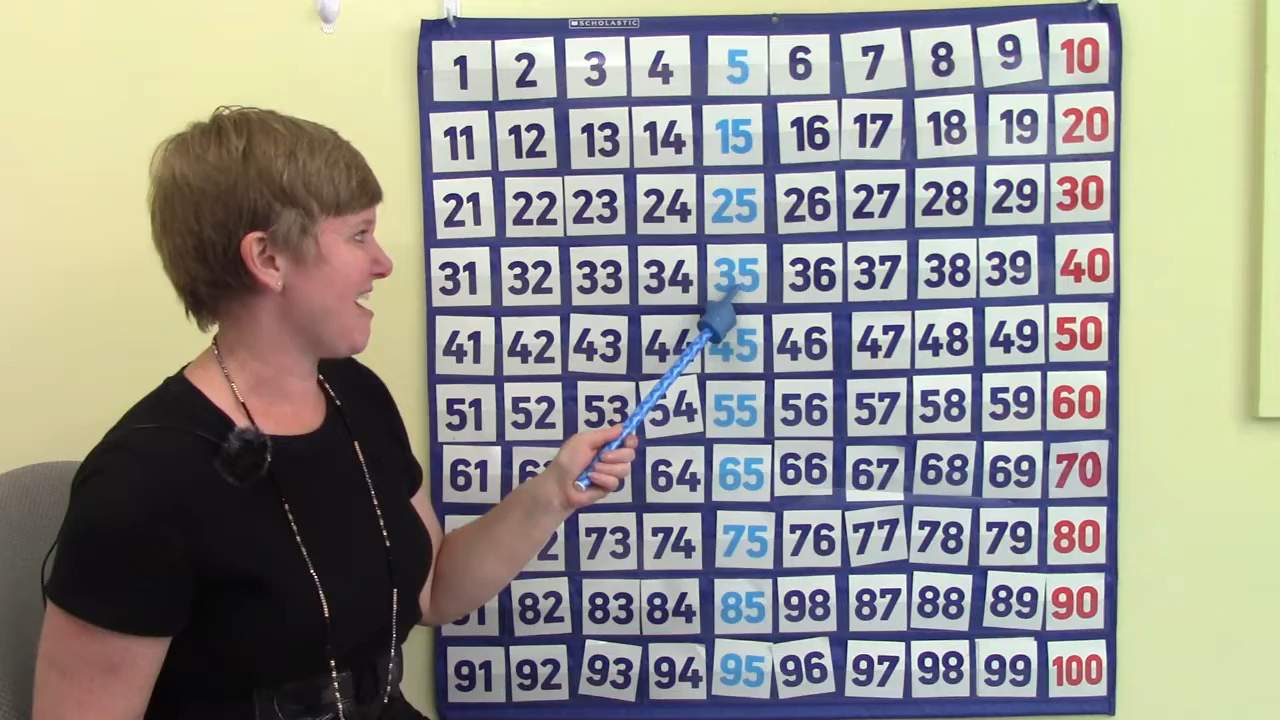 SCHOLASTIC
1 2 3 4 5 6 7 8 9 10
11 12 13 14 15 16 17 18 19 20
21 22 23 24 25 26 27 28 29 30
31 32 33 34 35 36 37 38 39 40
41 42 43 44 45 46 47 48 49 50
51 52 53 54 55 56 57 58 59 60
61 64 65 66 67 68 69 70
73 74 75 76 77 78 79 80
82 83 84 85 98 87 88 89 90
91 92 93 94 95 96 97 98 99 100